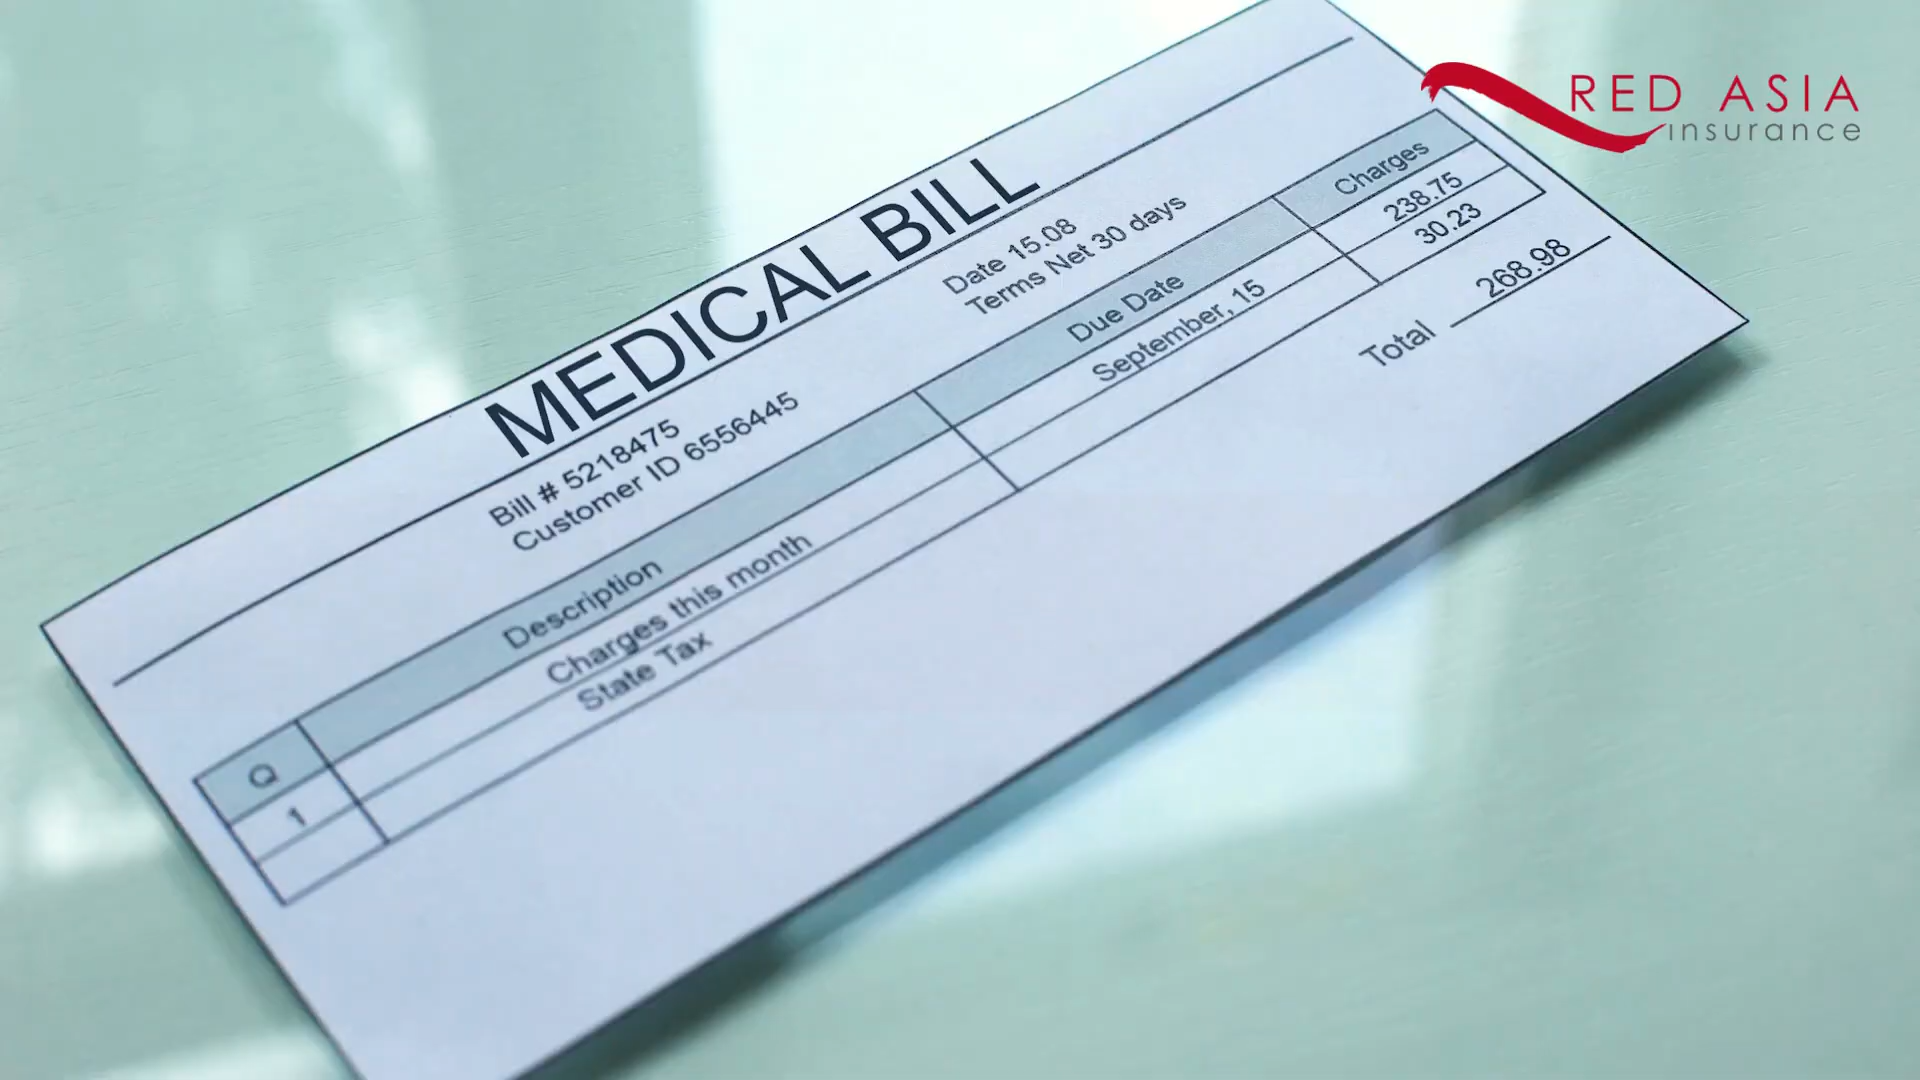 RED ASIA
insurance
MEDICAL BILL
Bill # 5218475
Customer ID 6556445
Date 15.08
Terms Net 30 days
Q Description Due Date Charges
1 Charges this month September, 15 238.75
State Tax 30.23
Total 268.98